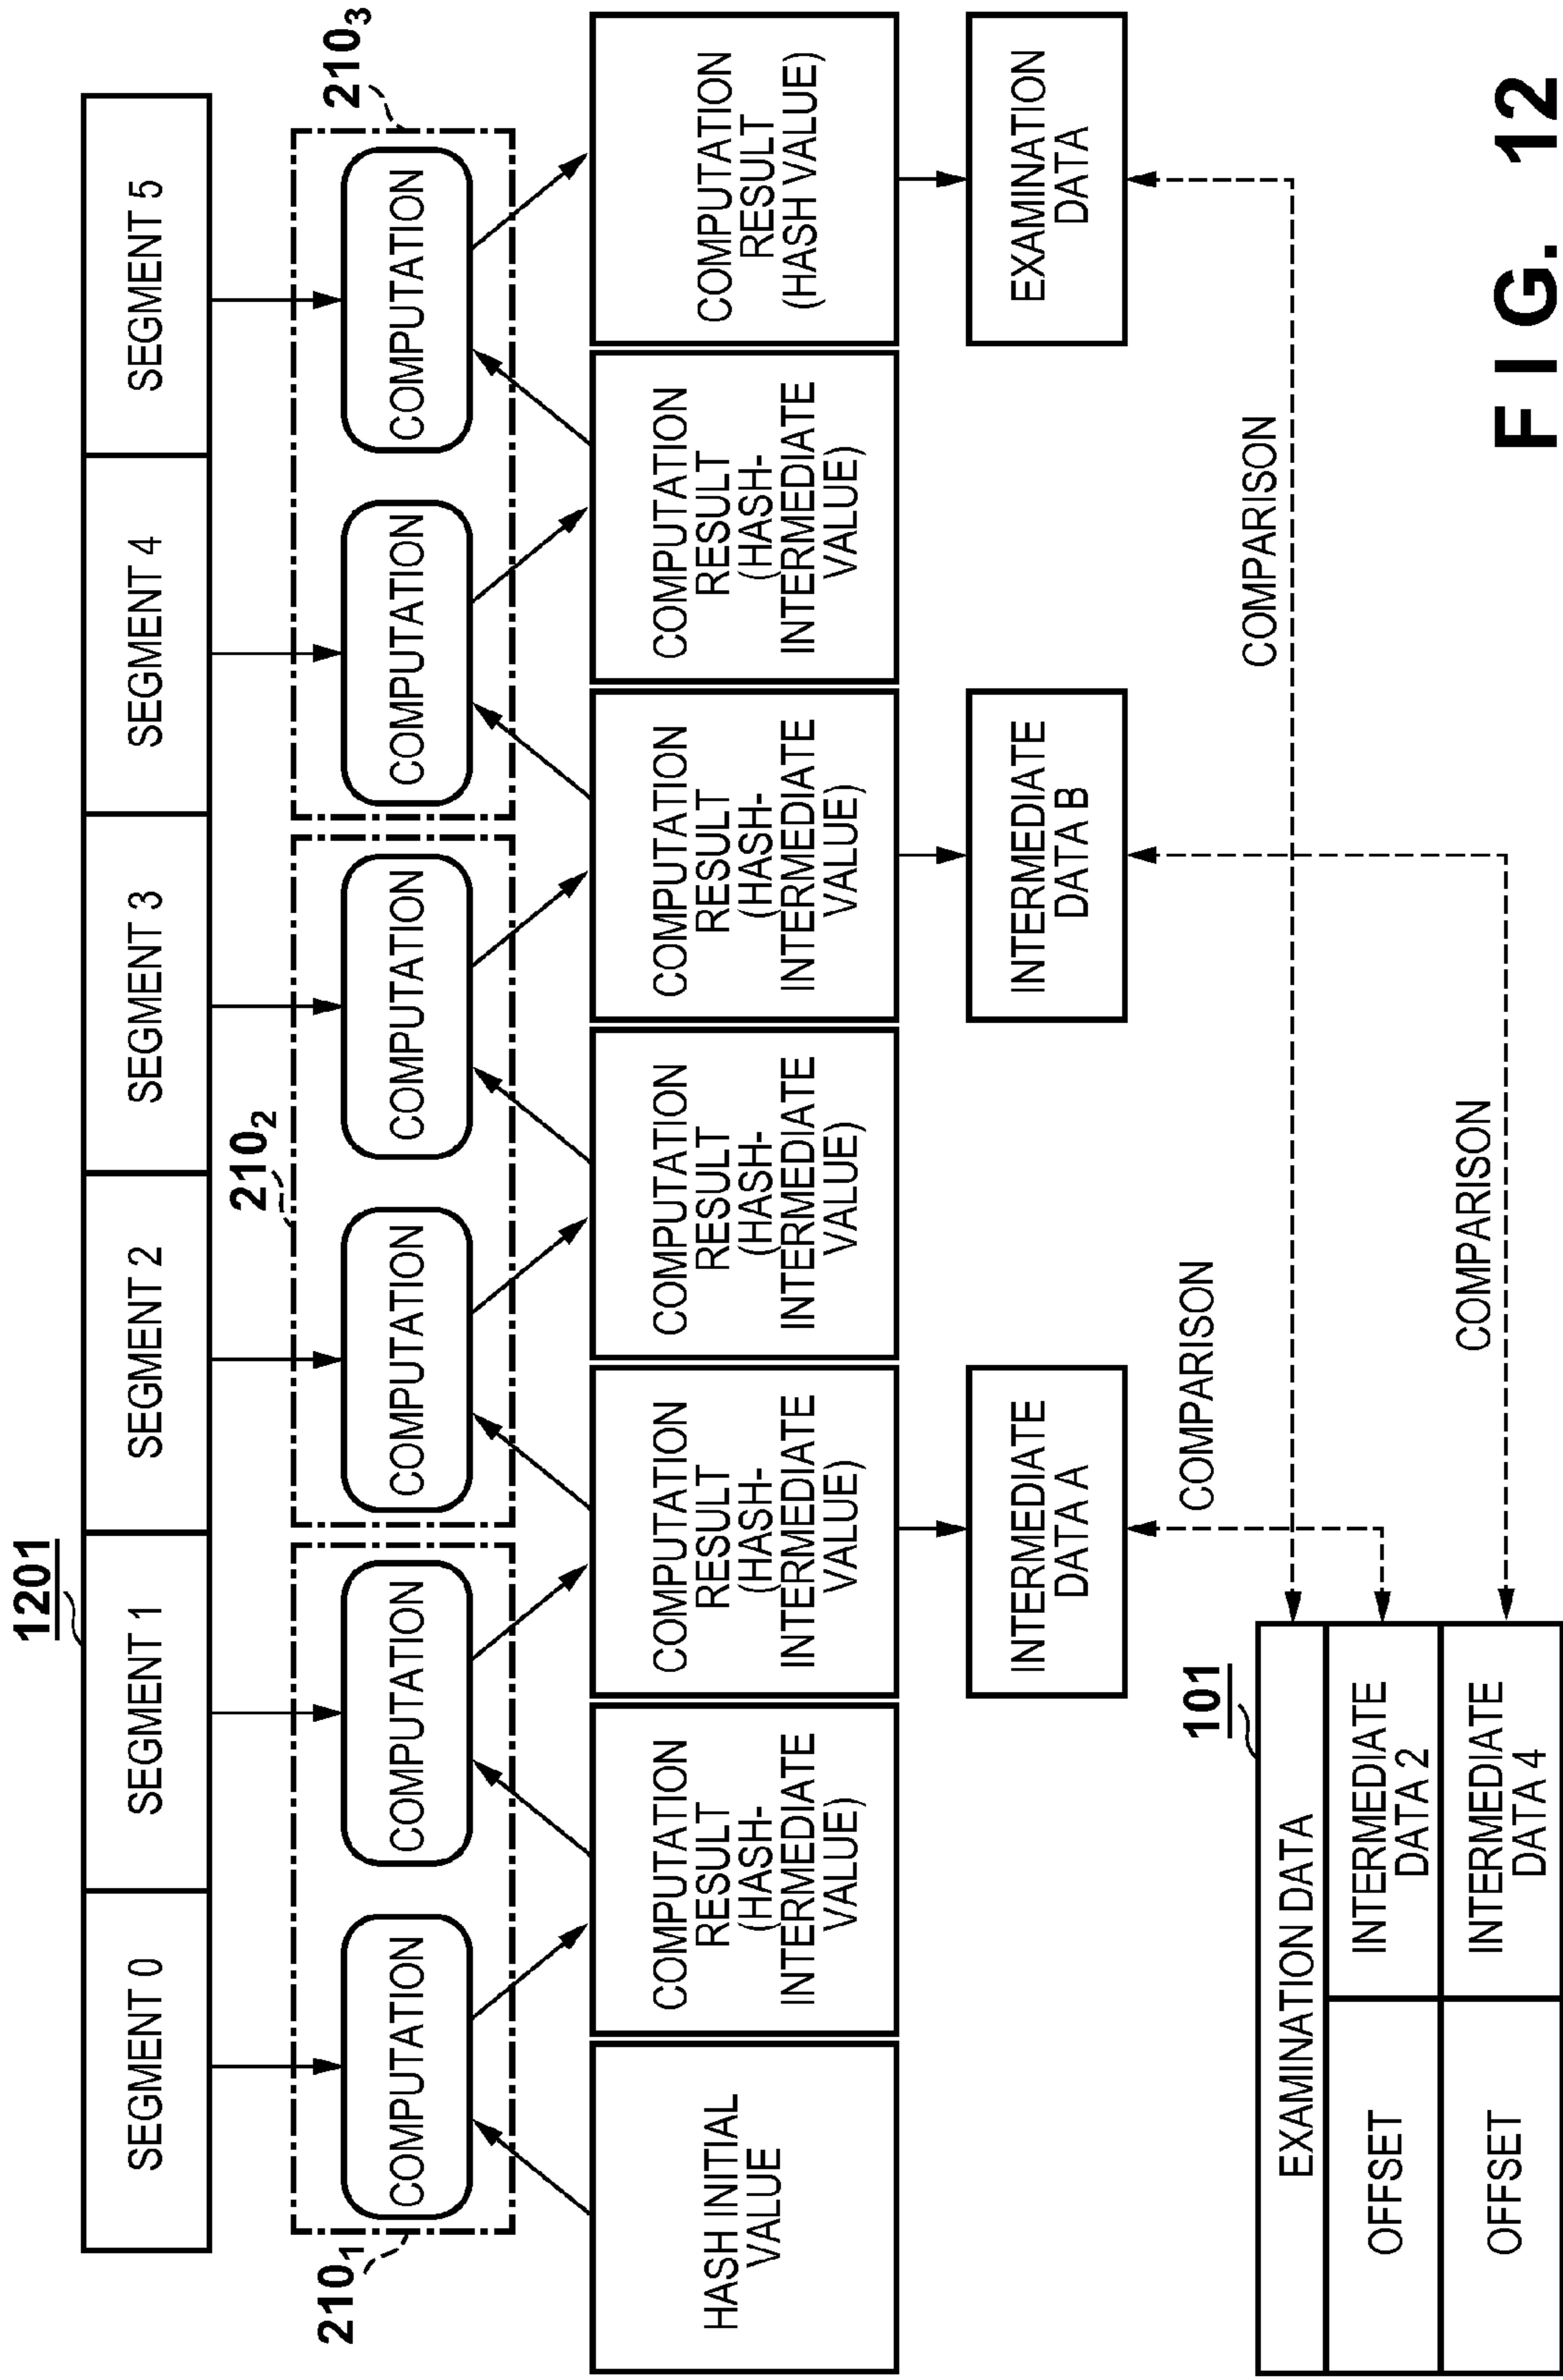 1201
SEGMENT 0
SEGMENT 1
SEGMENT 2
SEGMENT 3
SEGMENT 4
SEGMENT 5
210₁
210₂
210₃
COMPUTATION
COMPUTATION
COMPUTATION
COMPUTATION
COMPUTATION
COMPUTATION
HASH INITIAL
VALUE
COMPUTATION
RESULT
(HASH-
INTERMEDIATE
VALUE)
COMPUTATION
RESULT
(HASH-
INTERMEDIATE
VALUE)
COMPUTATION
RESULT
(HASH-
INTERMEDIATE
VALUE)
COMPUTATION
RESULT
(HASH-
INTERMEDIATE
VALUE)
COMPUTATION
RESULT
(HASH-
INTERMEDIATE
VALUE)
COMPUTATION
RESULT
(HASH VALUE)
INTERMEDIATE
DATA A
INTERMEDIATE
DATA B
EXAMINATION
DATA
COMPARISON
COMPARISON
COMPARISON
101
EXAMINATION DATA
OFFSET
INTERMEDIATE
DATA 2
OFFSET
INTERMEDIATE
DATA 4
FIG. 12